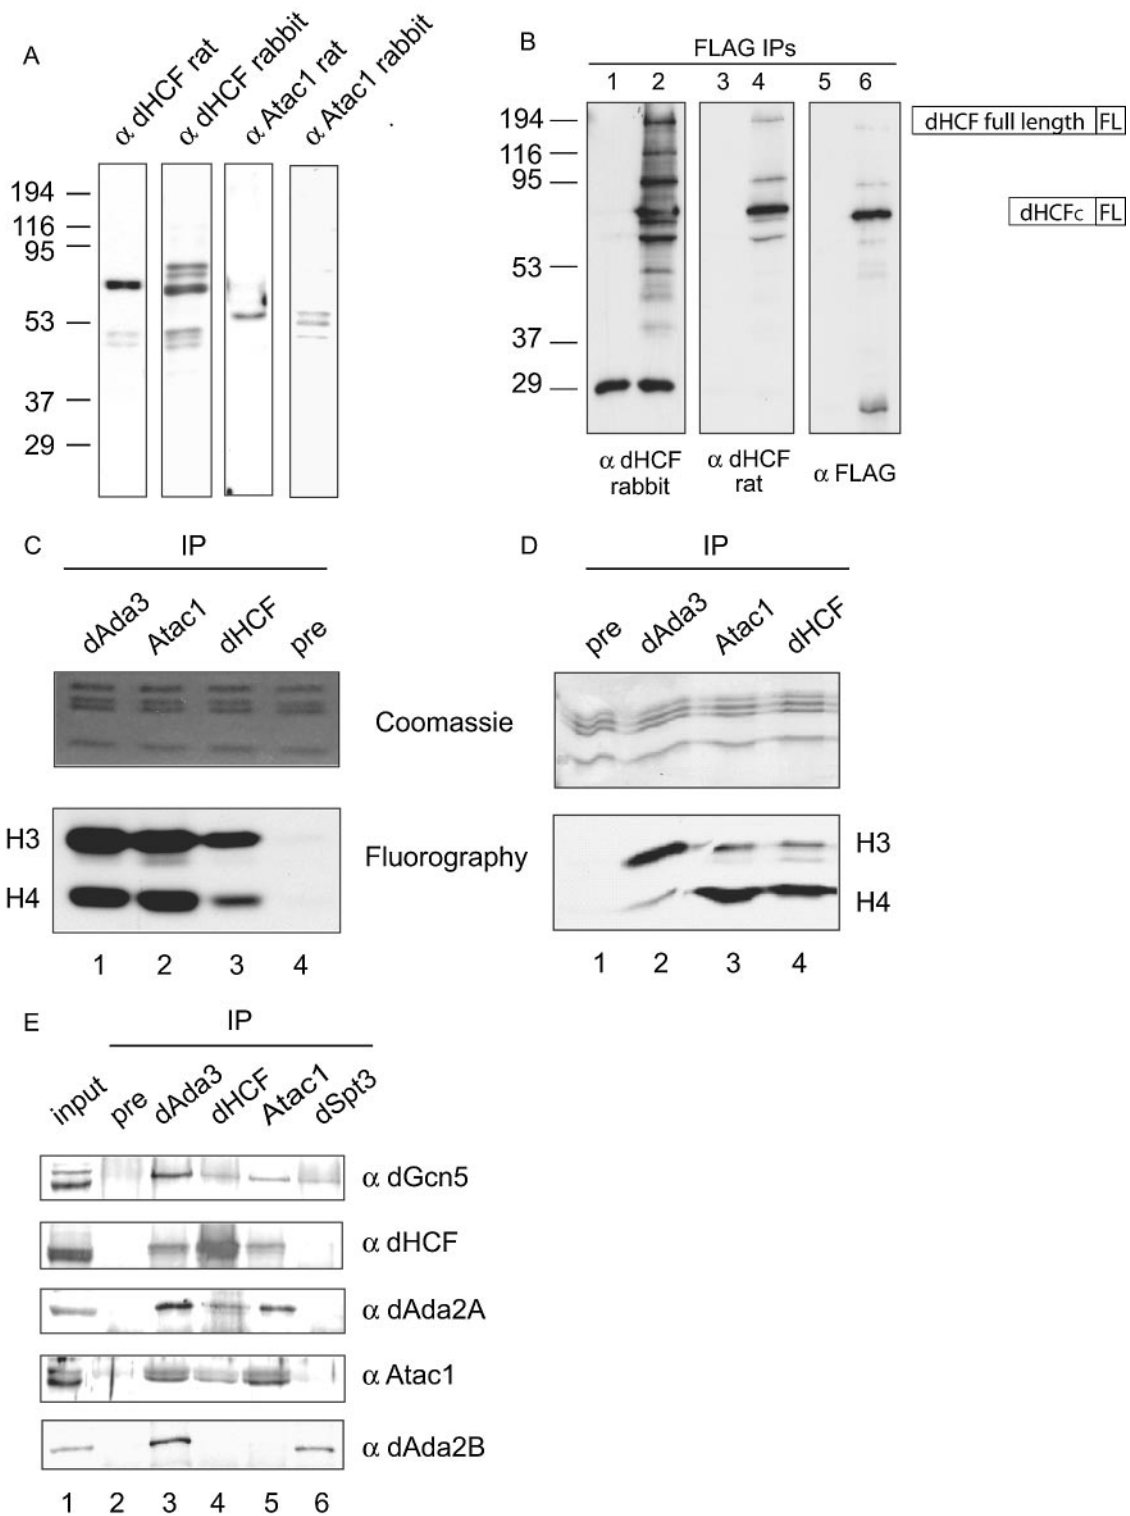 A
α dHCF rat
α dHCF rabbit
α Atac1 rat
α Atac1 rabbit
194
116
95
53
37
29
B
FLAG IPs
1 2 3 4 5 6
194
116
95
53
37
29
dHCF full length FL
dHCFc FL
α dHCF
rabbit
α dHCF
rat
α FLAG
C
IP
dAda3 Atac1 dHCF pre
Coomassie
H3
H4
Fluorography
1 2 3 4
D
IP
pre dAda3 Atac1 dHCF
H3
H4
1 2 3 4
E
IP
input pre dAda3 dHCF Atac1 dSpt3
α dGcn5
α dHCF
α dAda2A
α Atac1
α dAda2B
1 2 3 4 5 6